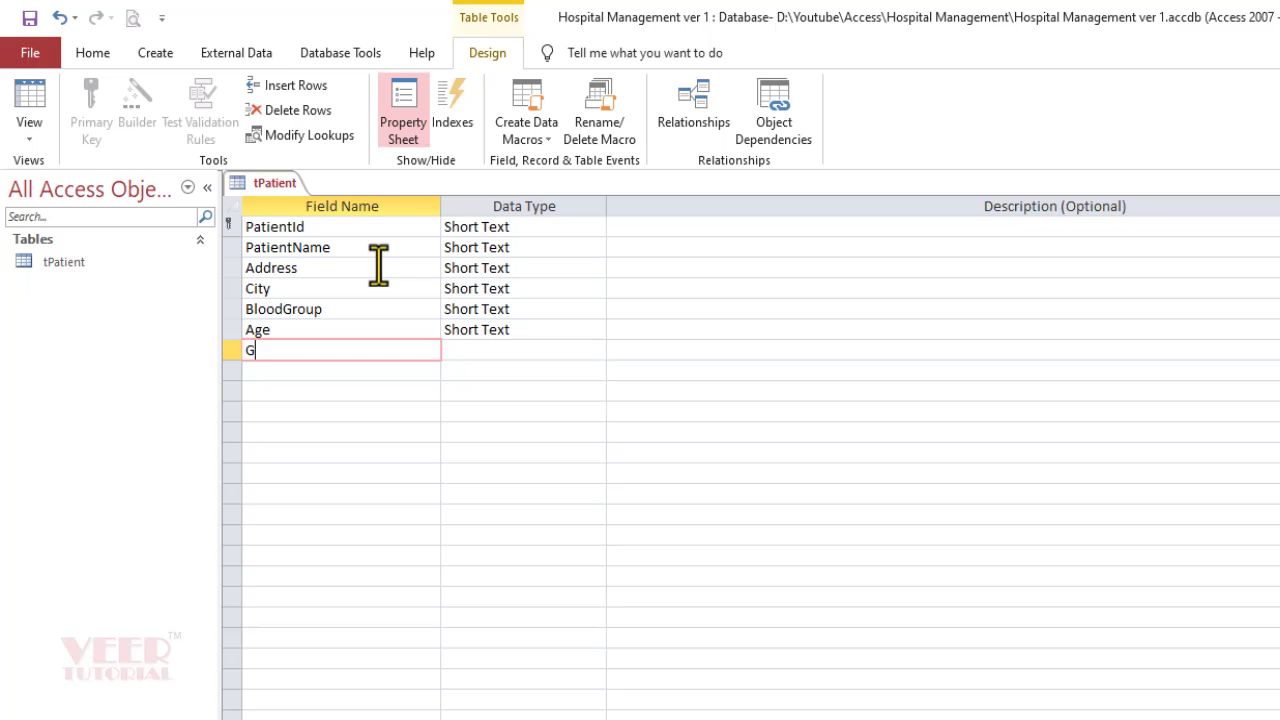 Table Tools
Hospital Management ver 1 : Database- D:\Youtube\Access\Hospital Management\Hospital Management ver 1.accdb (Access 2007 -
File Home Create External Data Database Tools Help Design Tell me what you want to do
View
Views
Primary Key
Builder
Test Validation Rules
Insert Rows
Delete Rows
Modify Lookups
Tools
Property Sheet
Indexes
Show/Hide
Create Data Macros
Rename/ Delete Macro
Field, Record & Table Events
Relationships
Object Dependencies
Relationships
All Access Obje...
Search...
Tables
tPatient
tPatient
Field Name Data Type Description (Optional)
PatientId Short Text
PatientName Short Text
Address Short Text
City Short Text
BloodGroup Short Text
Age Short Text
G
VEER TM
TUTORIAL